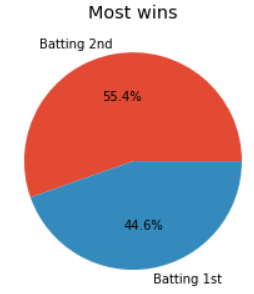 Most wins
Batting 2nd
55.4%
44.6%
Batting 1st